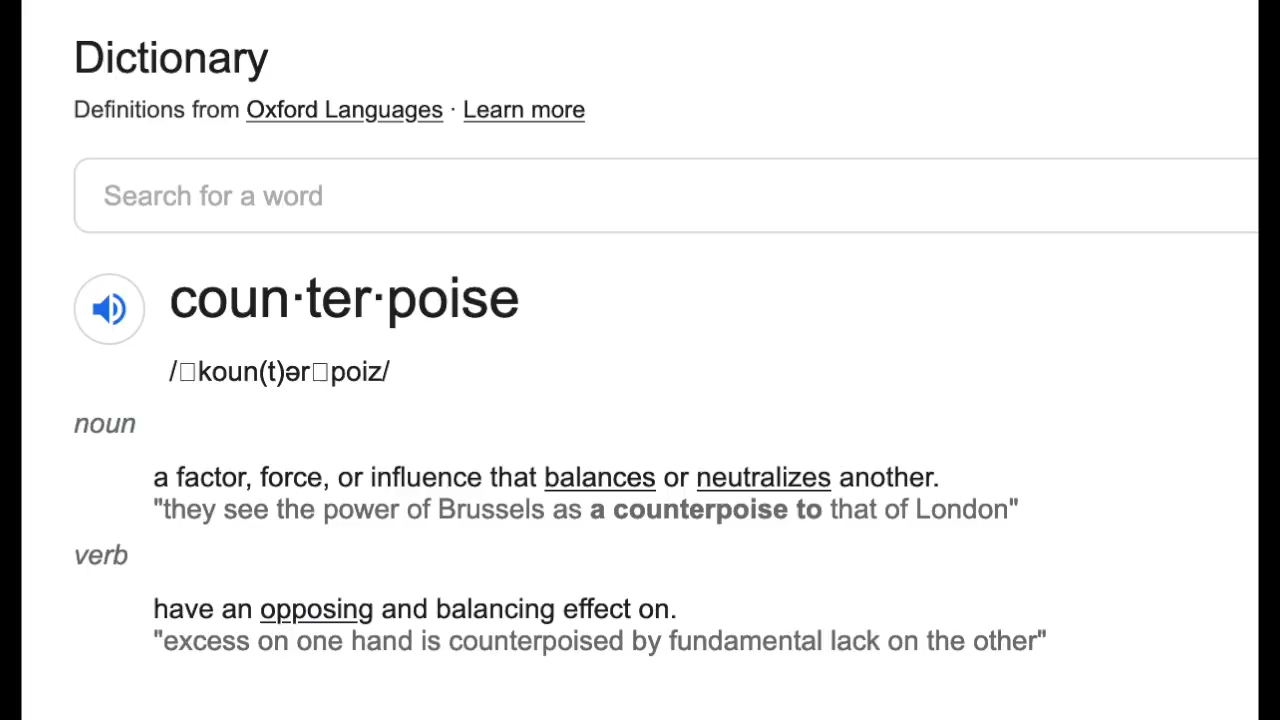 Dictionary
Definitions from Oxford Languages · Learn more
Search for a word
coun·ter·poise
/□koun(t)ər□poiz/
noun
a factor, force, or influence that balances or neutralizes another.
"they see the power of Brussels as a counterpoise to that of London"
verb
have an opposing and balancing effect on.
"excess on one hand is counterpoised by fundamental lack on the other"